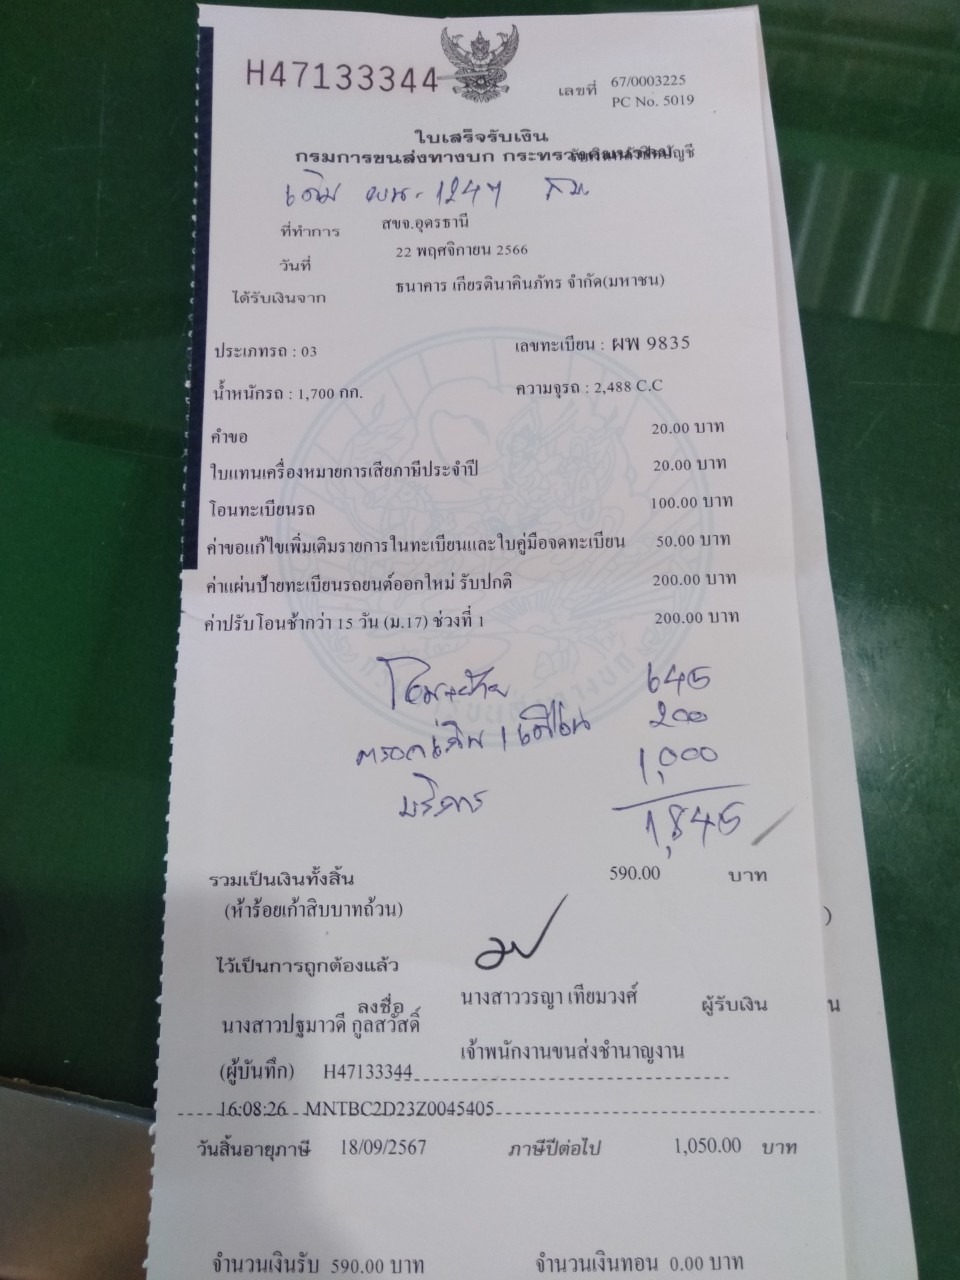 H47133344
เลขที่ 67/0003225
PC No. 5019
ใบเสร็จรับเงิน
กรมการขนส่งทางบก กระทรวงคมนาคม
เดิม ขบน-1247 กท.
ที่ทำการ สขจ.อุดรธานี
วันที่ 22 พฤศจิกายน 2566
ได้รับเงินจาก ธนาคาร เกียรตินาคินภัทร จำกัด(มหาชน)
ประเภทรถ : 03 เลขทะเบียน : ผพ 9835
น้ำหนักรถ : 1,700 กก. ความจุรถ : 2,488 C.C
คำขอ 20.00 บาท
ใบแทนเครื่องหมายการเสียภาษีประจำปี 20.00 บาท
โอนทะเบียนรถ 100.00 บาท
ค่าขอแก้ไขเพิ่มเติมรายการในทะเบียนและใบคู่มือจดทะเบียน 50.00 บาท
ค่าแผ่นป้ายทะเบียนรถยนต์ออกใหม่ รับปกติ 200.00 บาท
ค่าปรับโอนช้ากว่า 15 วัน (ม.17) ช่วงที่ 1 200.00 บาท
โอน+ย้าย 645
200
บริการ 1,000
1,845
รวมเป็นเงินทั้งสิ้น 590.00 บาท
(ห้าร้อยเก้าสิบบาทถ้วน)
ไว้เป็นการถูกต้องแล้ว
ลงชื่อ นางสาววรญา เทียมวงศ์ ผู้รับเงิน
นางสาวปฐมาวดี กูลสวัสดิ์
เจ้าพนักงานขนส่งชำนาญงาน
(ผู้บันทึก) H47133344
16:08:26 MNTBC2D23Z0045405
วันสิ้นอายุภาษี 18/09/2567 ภาษีปีต่อไป 1,050.00 บาท
จำนวนเงินรับ 590.00 บาท จำนวนเงินทอน 0.00 บาท